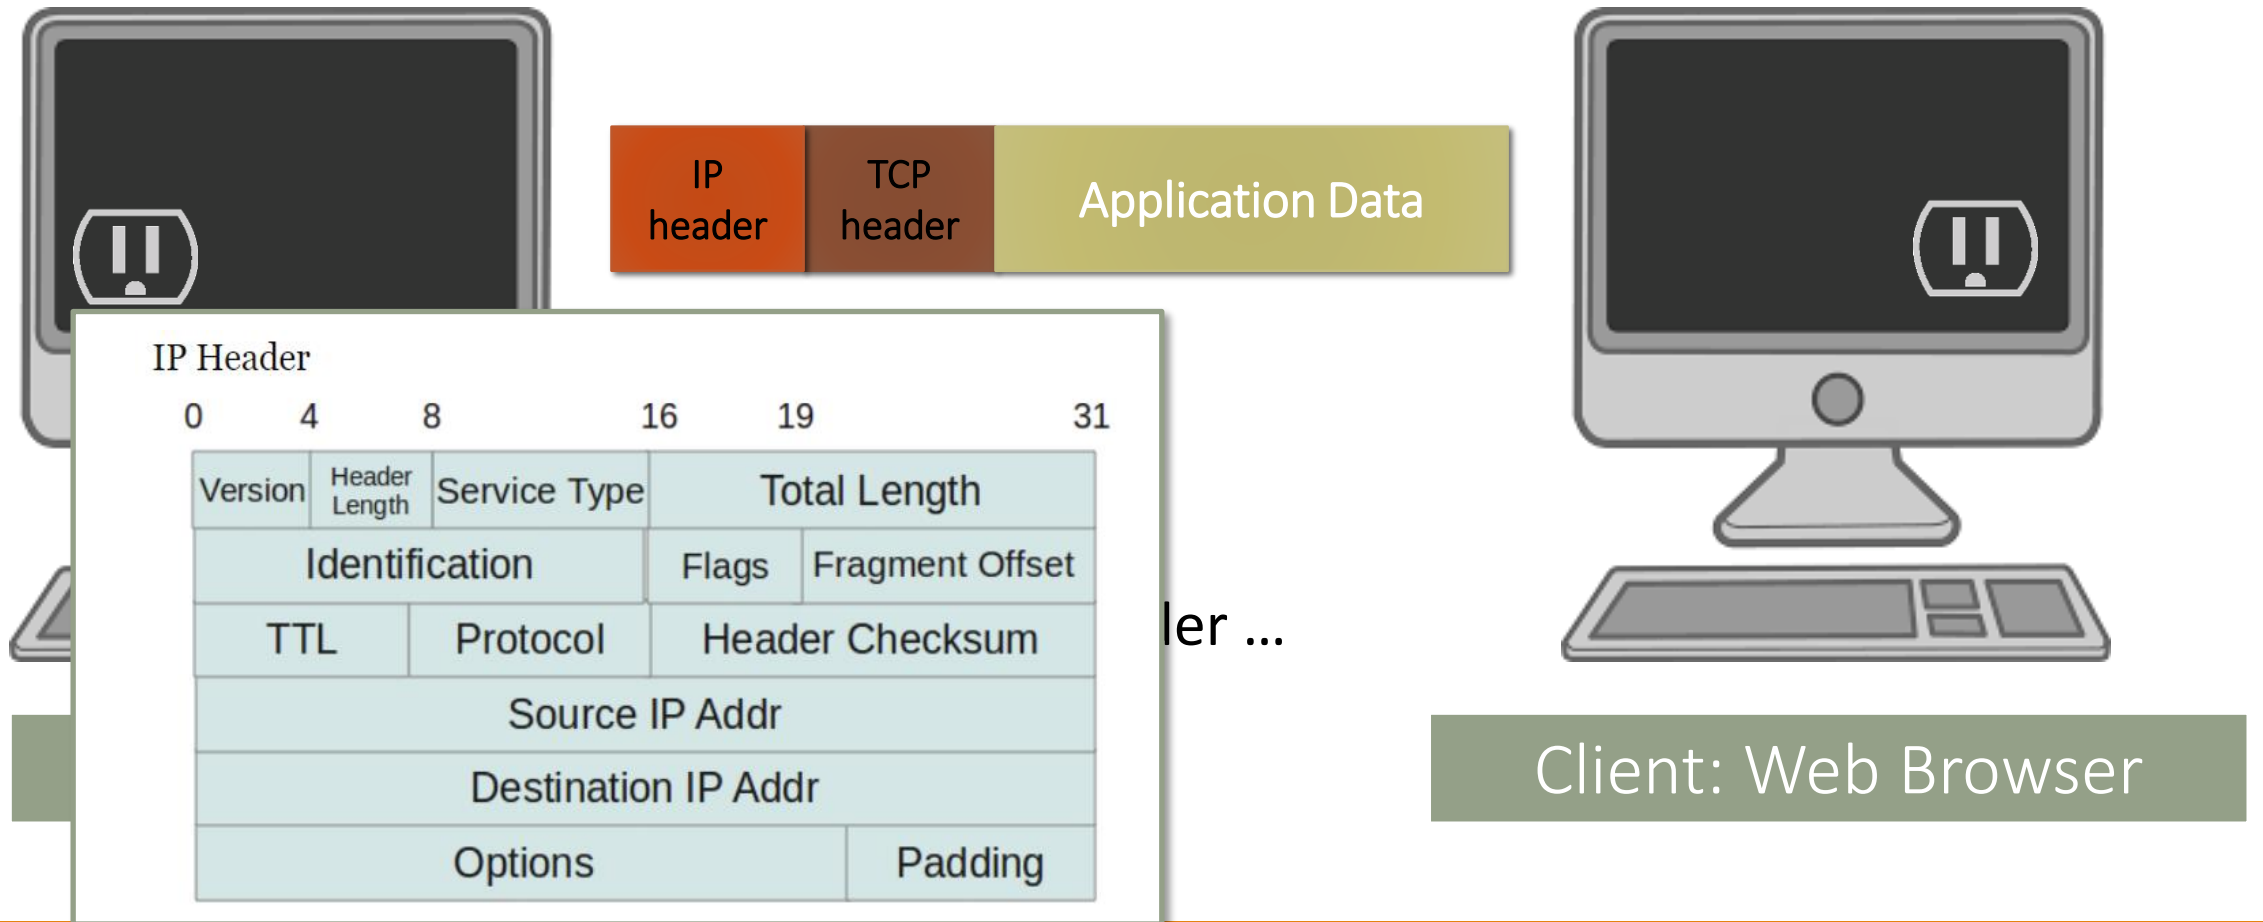 IP
header
TCP
header
Application Data
IP Header
0 4 8 16 19 31
Version Header Length Service Type Total Length
Identification Flags Fragment Offset
TTL Protocol Header Checksum
Source IP Addr
Destination IP Addr
Options Padding
ler ...
Client: Web Browser